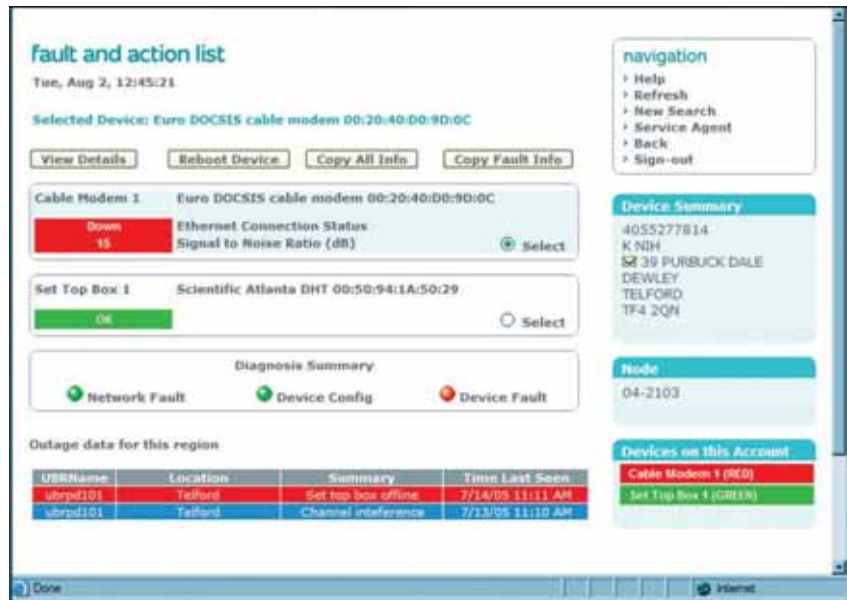 fault and action list
Tue, Aug 2, 12:45:21
Selected Device: Euro DOCSIS cable modem 00:20:40:D0:9D:0C
View Details Reboot Device Copy All Info Copy Fault Info
Cable Modem 1 Euro DOCSIS cable modem 00:20:40:D0:9D:0C
Down Ethernet Connection Status
15 Signal to Noise Ratio (dB) Select
Set Top Box 1 Scientific Atlanta DHT 00:50:94:1A:50:29
OK Select
Diagnosis Summary
Network Fault Device Config Device Fault
Outage data for this region
UBRName Location Summary Time Last Seen
ubrpd101 Telford Set top box offline 7/14/05 11:11 AM
ubrpd101 Telford Channel inteference 7/13/05 11:10 AM
navigation
Help
Refresh
New Search
Service Agent
Back
Sign-out
Device Summary
4055277814
K NIH
39 PURBUCK DALE
DEWLEY
TELFORD
TF4 2QN
Node
04-2103
Devices on this Account
Cable Modem 1 (RED)
Set Top Box 1 (GREEN)
Done Internet